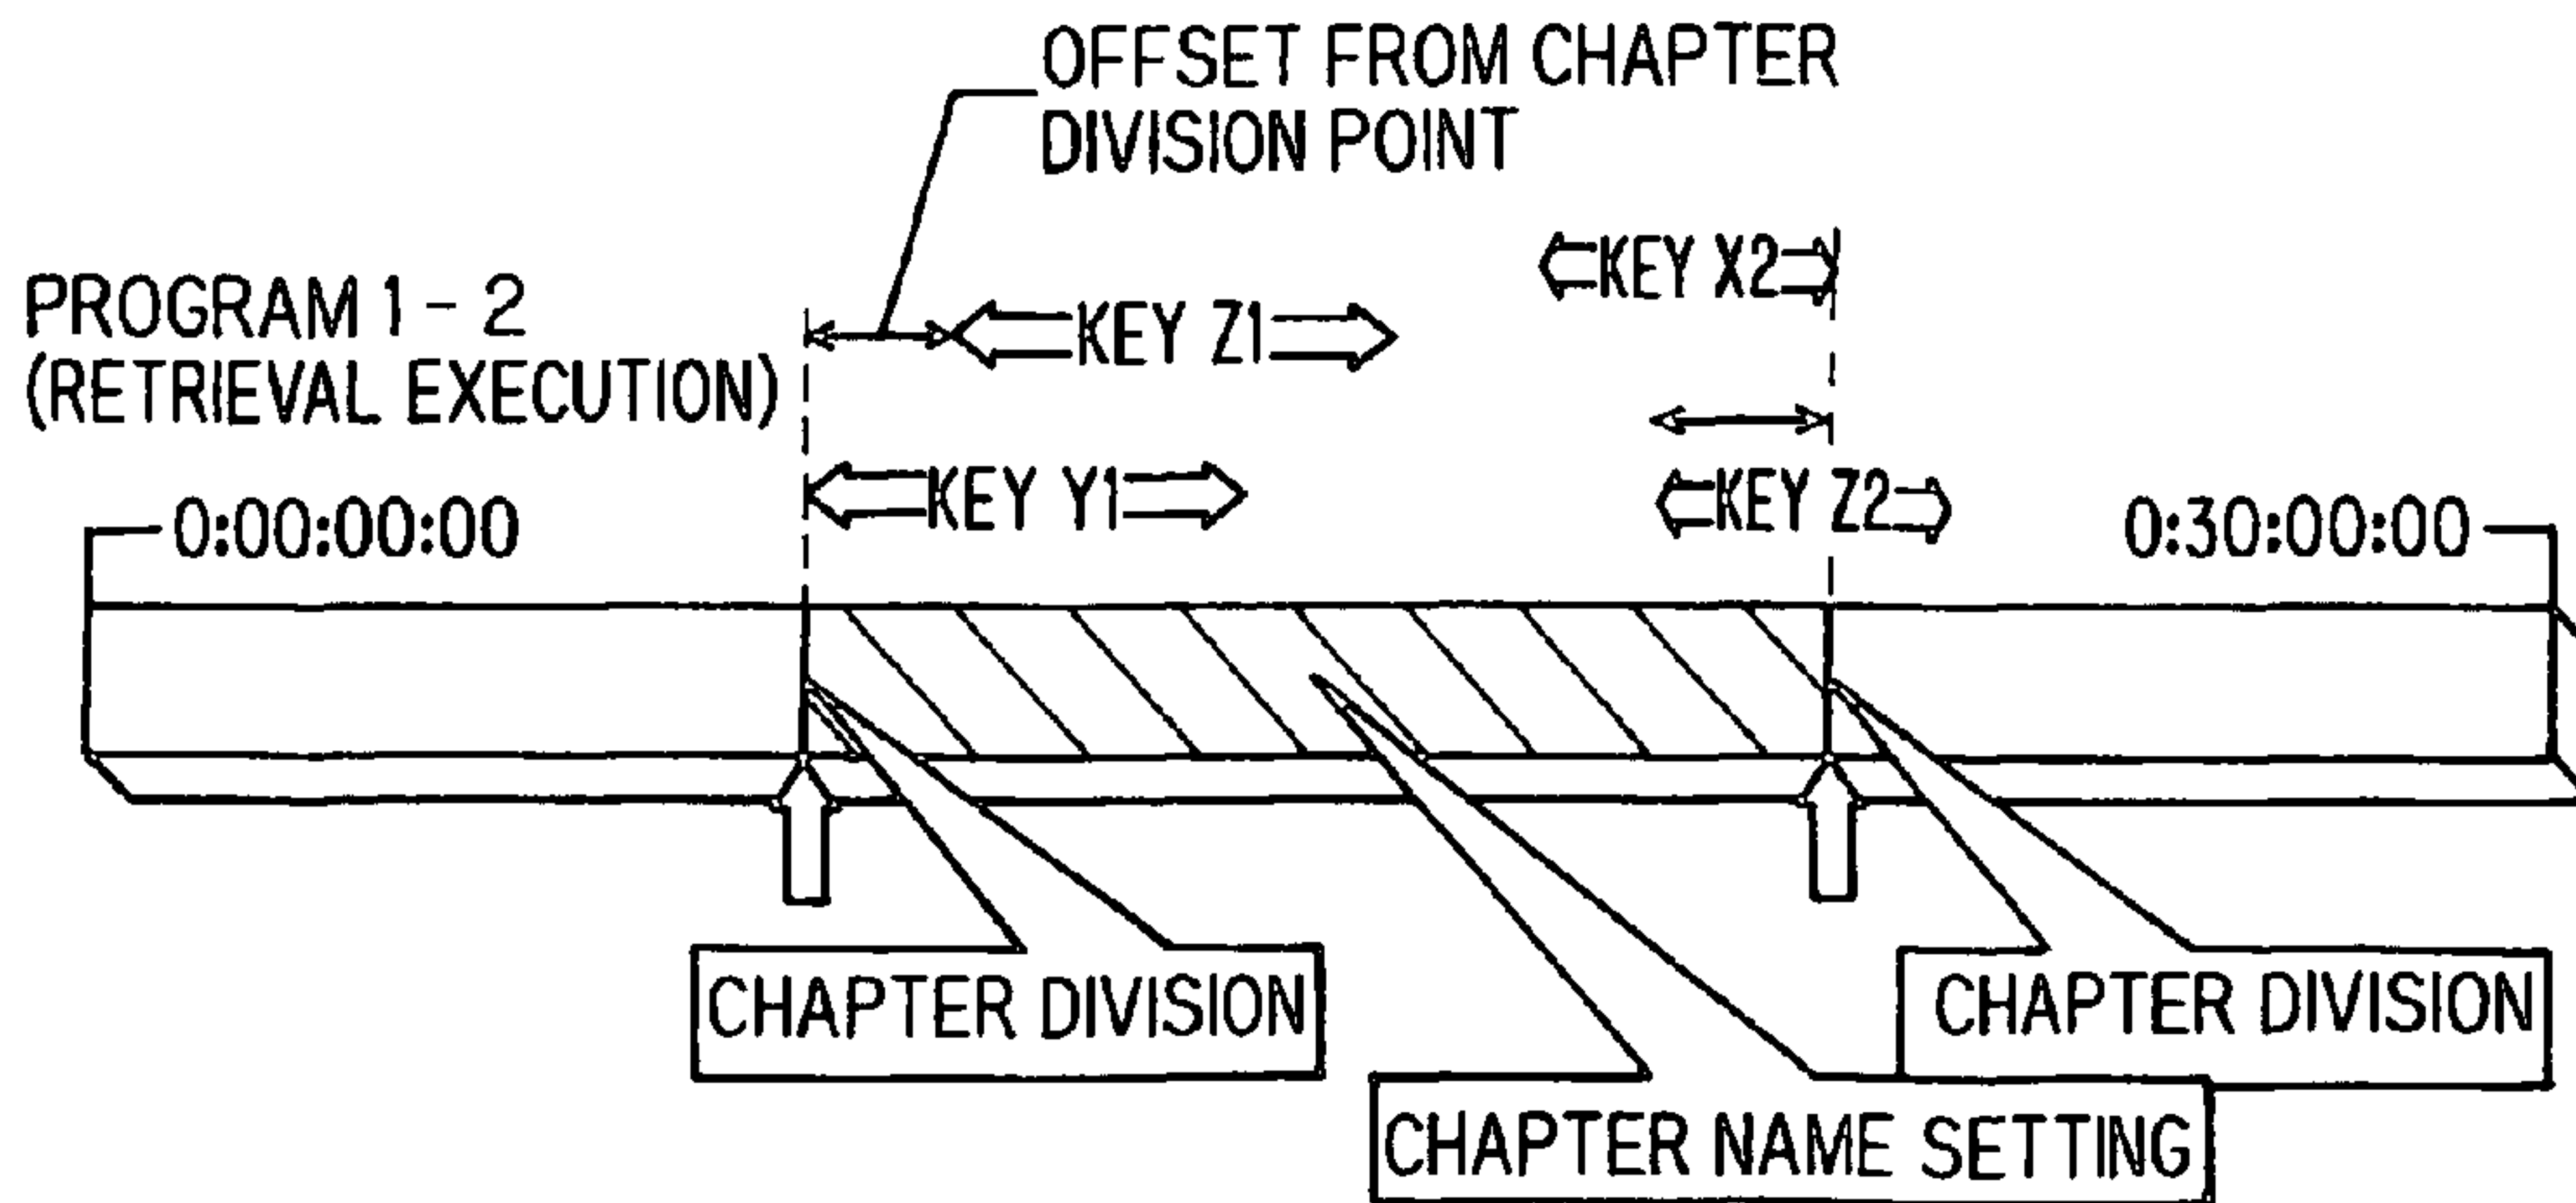 OFFSET FROM CHAPTER
DIVISION POINT
KEY X2
PROGRAM 1 - 2
(RETRIEVAL EXECUTION)
KEY Z1
KEY Y1
KEY Z2
0:00:00:00
0:30:00:00
CHAPTER DIVISION
CHAPTER DIVISION
CHAPTER NAME SETTING